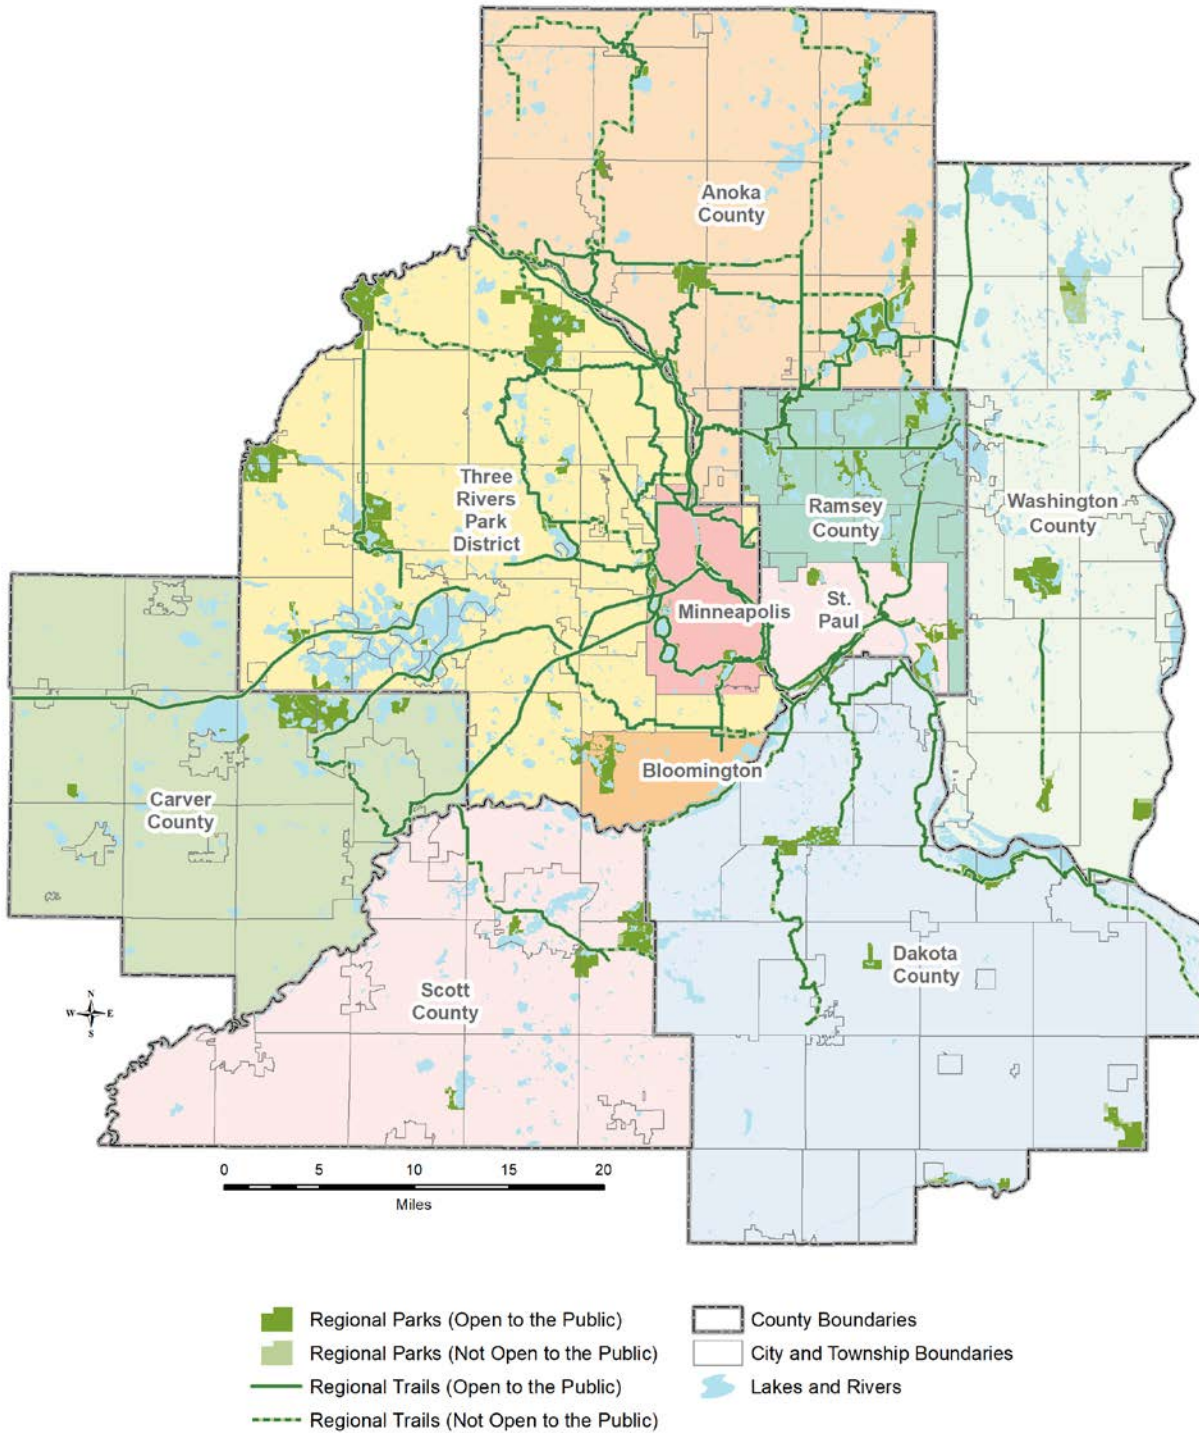 Anoka
County
Three
Rivers
Park
District
Ramsey
County
Washington
County
Minneapolis
St.
Paul
Bloomington
Carver
County
Scott
County
Dakota
County
N
W E
S
0 5 10 15 20
Miles
Regional Parks (Open to the Public)
Regional Parks (Not Open to the Public)
Regional Trails (Open to the Public)
Regional Trails (Not Open to the Public)
County Boundaries
City and Township Boundaries
Lakes and Rivers